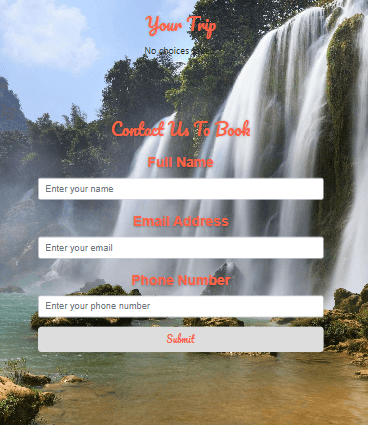 Your Trip
No choices
Contact Us To Book
Full Name
Enter your name
Email Address
Enter your email
Phone Number
Enter your phone number
Submit